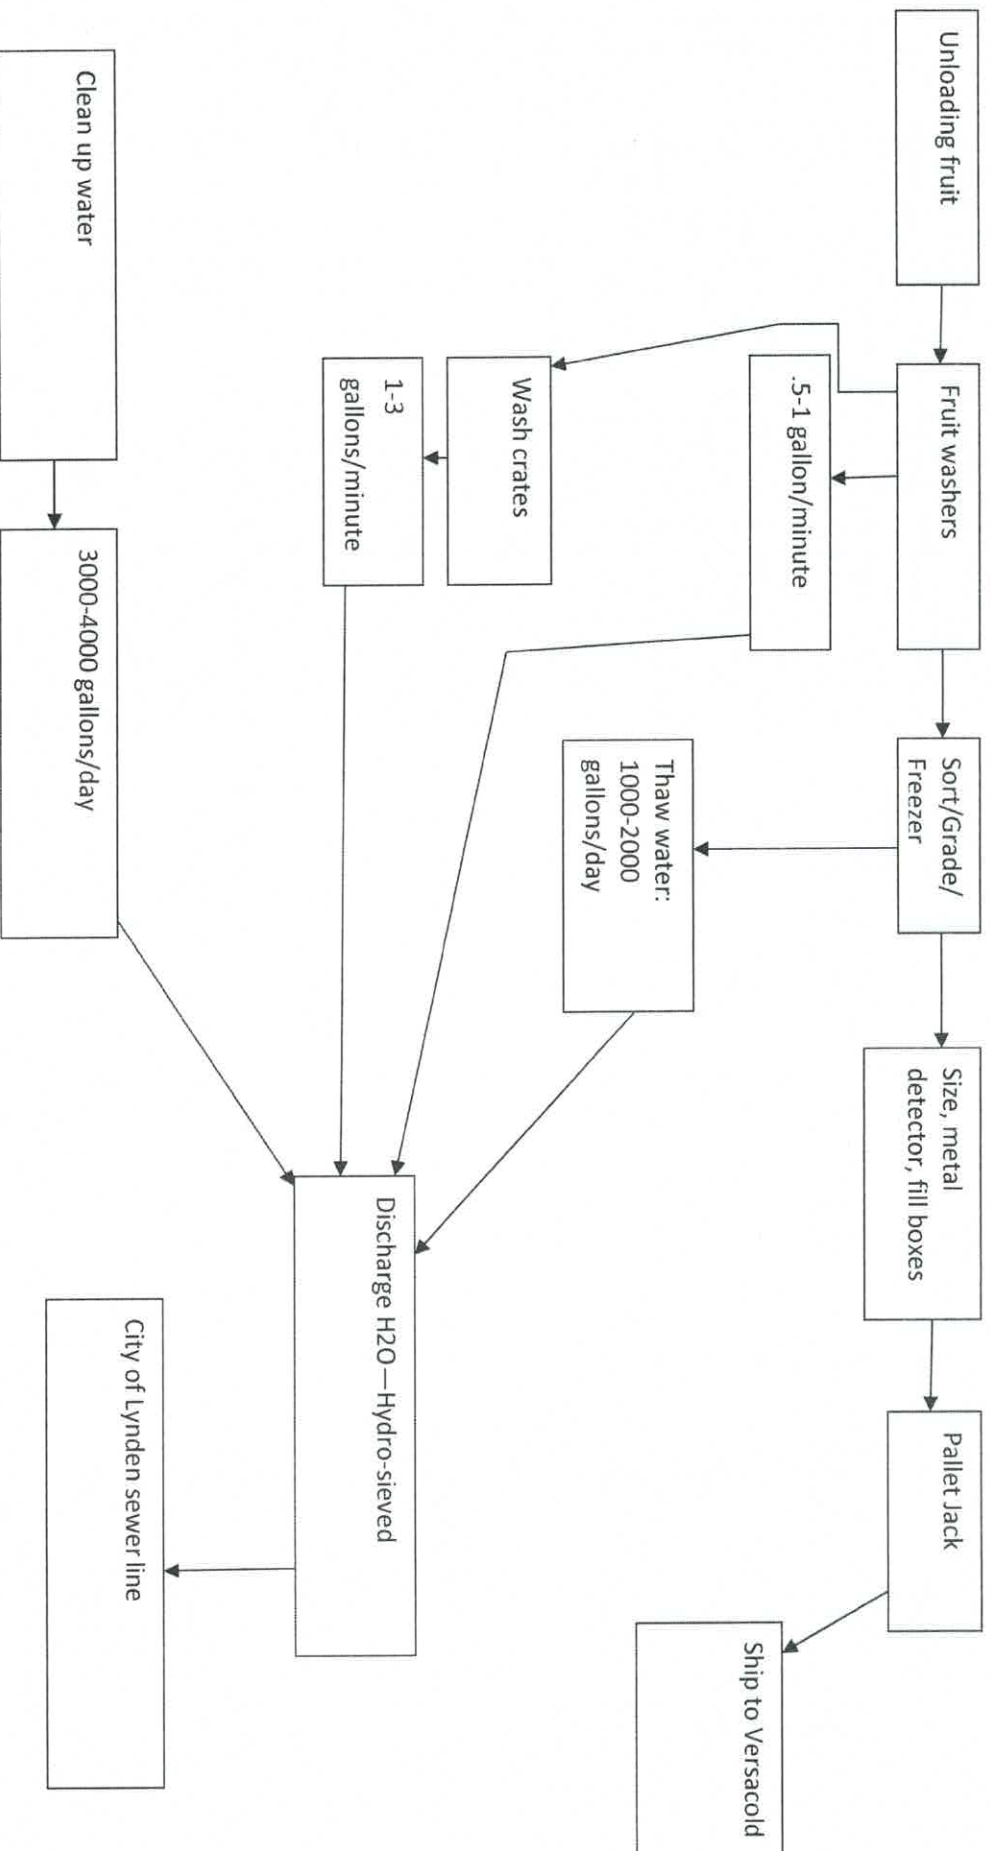 Unloading fruit
Fruit washers
Sort/Grade/
Freezer
Size, metal
detector, fill boxes
Pallet Jack
.5-1 gallon/minute
Ship to Versacold
Thaw water:
1000-2000
gallons/day
Wash crates
1-3
gallons/minute
Discharge H2O—Hydro-sieved
Clean up water
3000-4000 gallons/day
City of Lynden sewer line